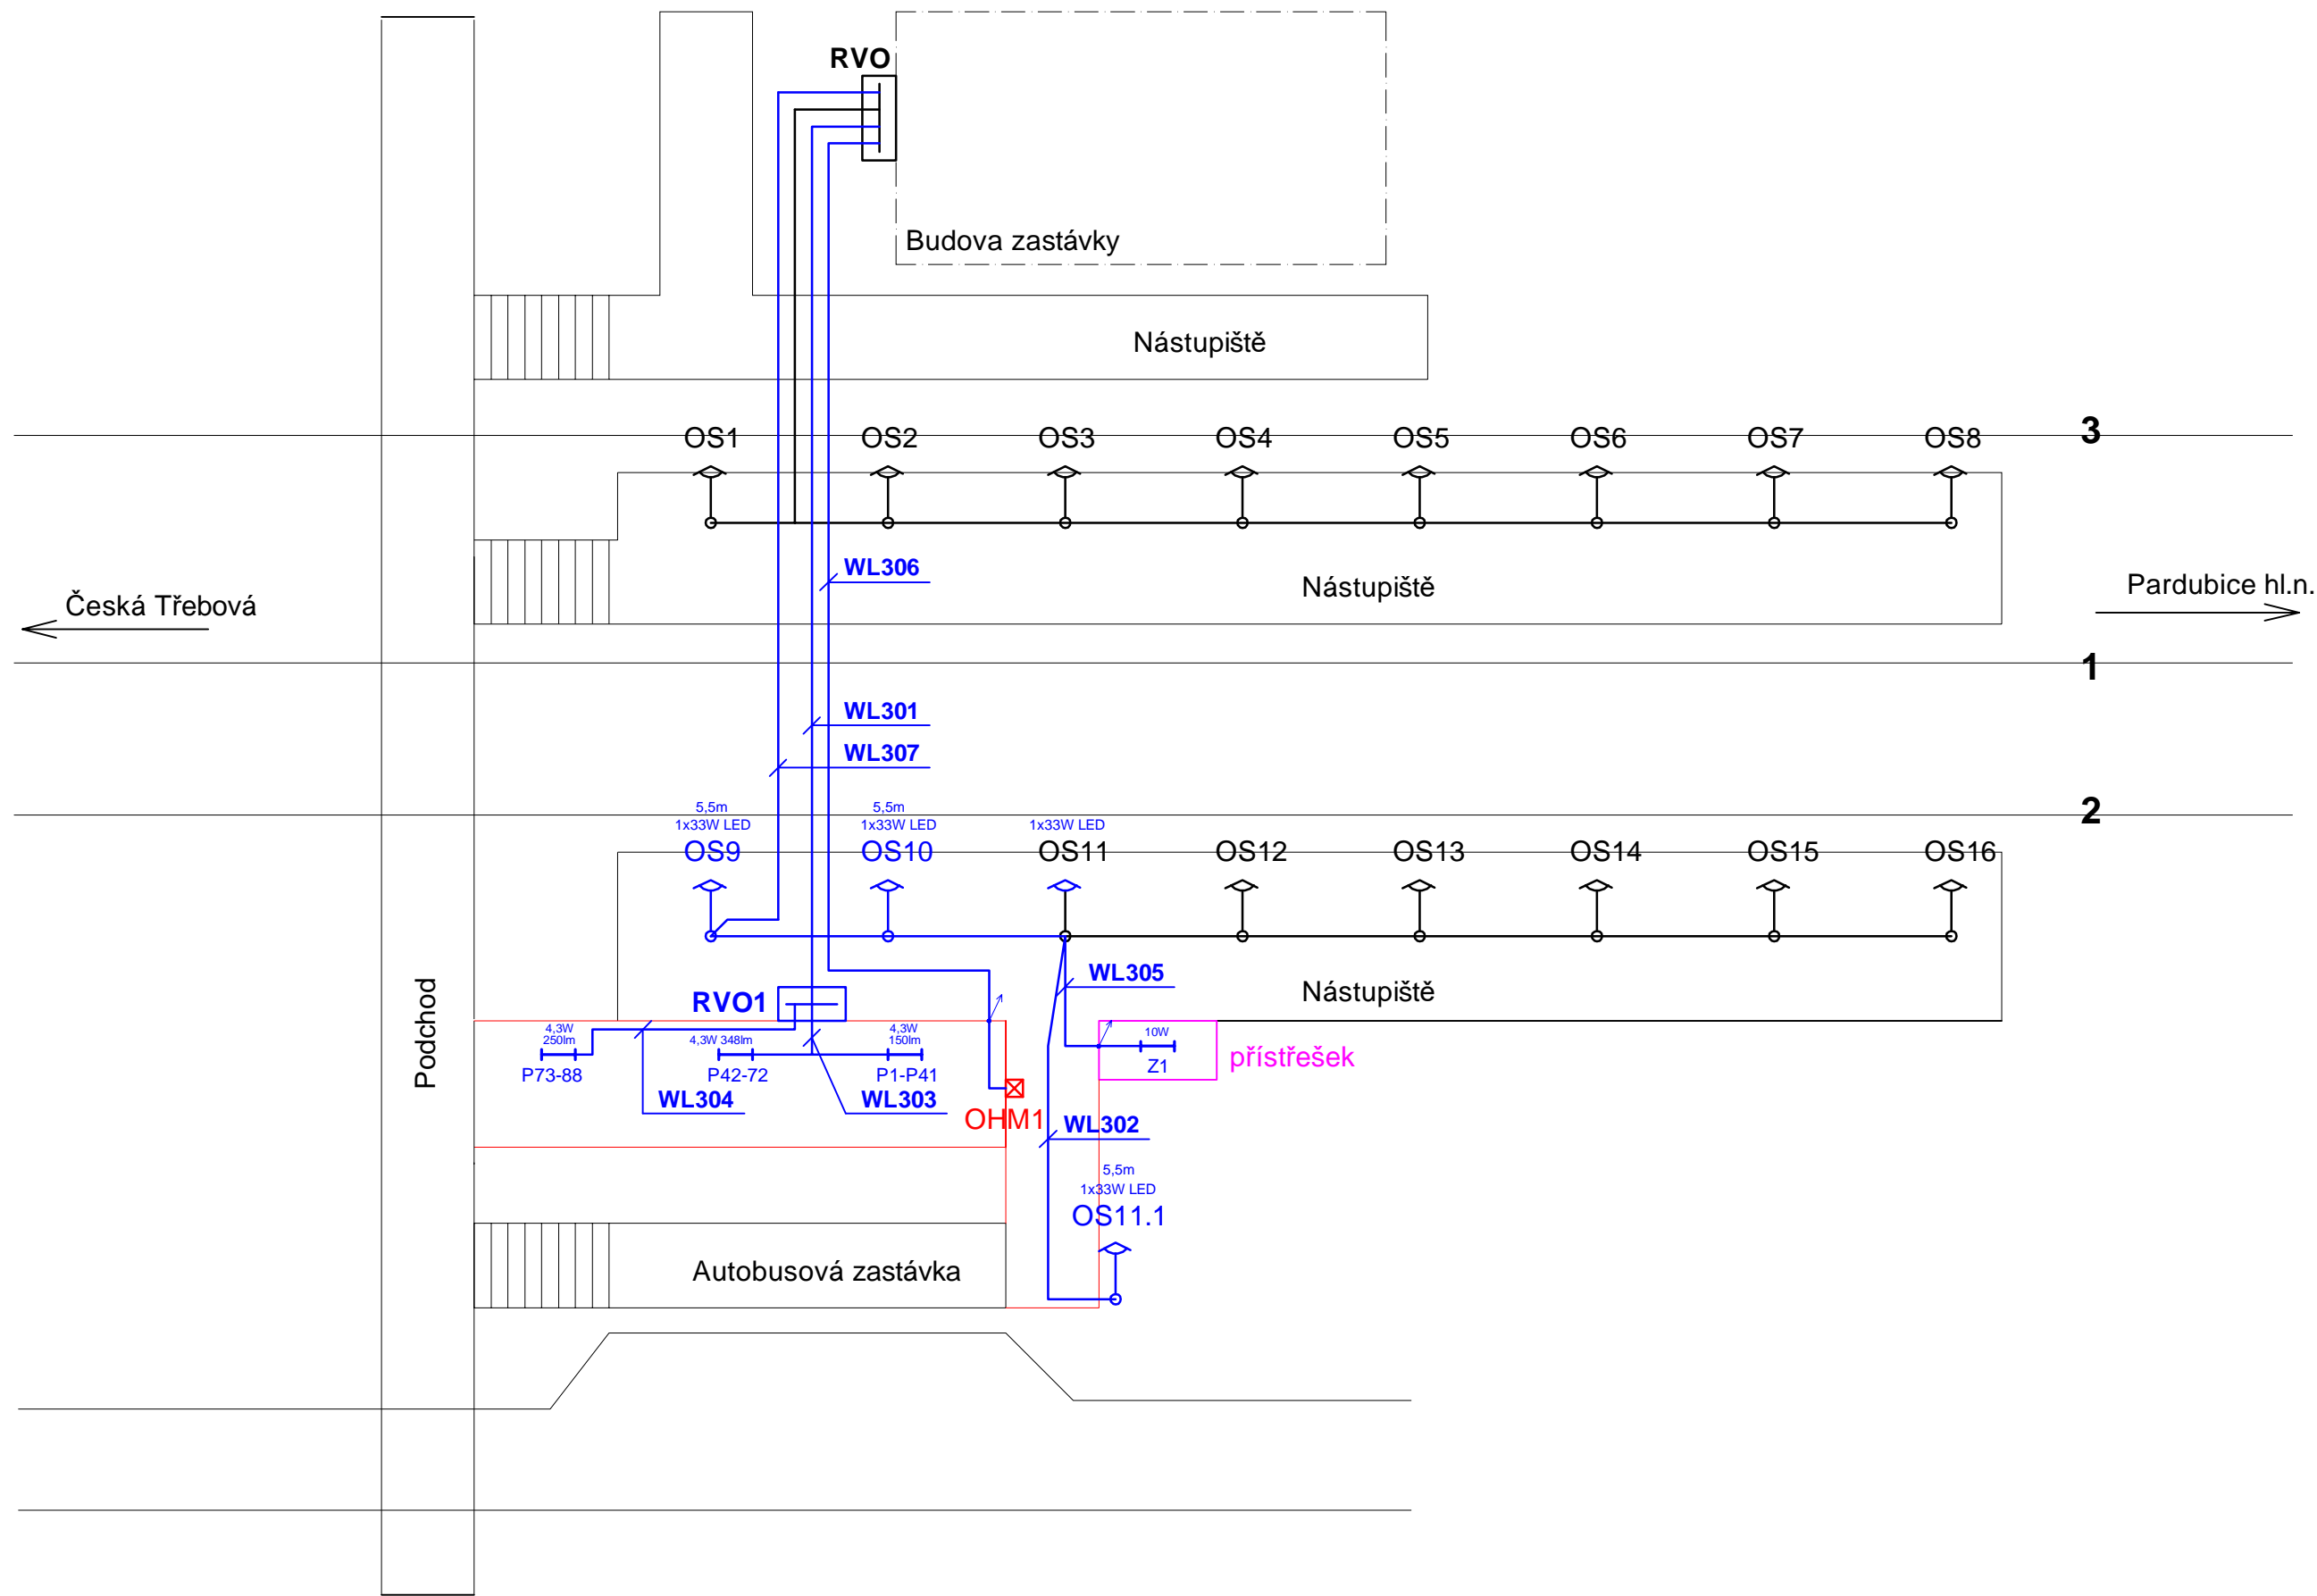 RVO
Budova zastávky
Nástupiště
3
OS1
OS2
OS3
OS4
OS5
OS6
OS7
OS8
WL306
Nástupiště
Česká Třebová
Pardubice hl.n.
1
WL301
WL307
2
5,5m
1x33W LED
OS9
5,5m
1x33W LED
OS10
1x33W LED
OS11
OS12
OS13
OS14
OS15
OS16
WL305
Nástupiště
RVO1
Podchod
4,3W
250lm
P73-88
4,3W 348lm
P42-72
4,3W
150lm
P1-P41
10W
Z1
přístřešek
WL304
WL303
OHM1
WL302
5,5m
1x33W LED
OS11.1
Autobusová zastávka